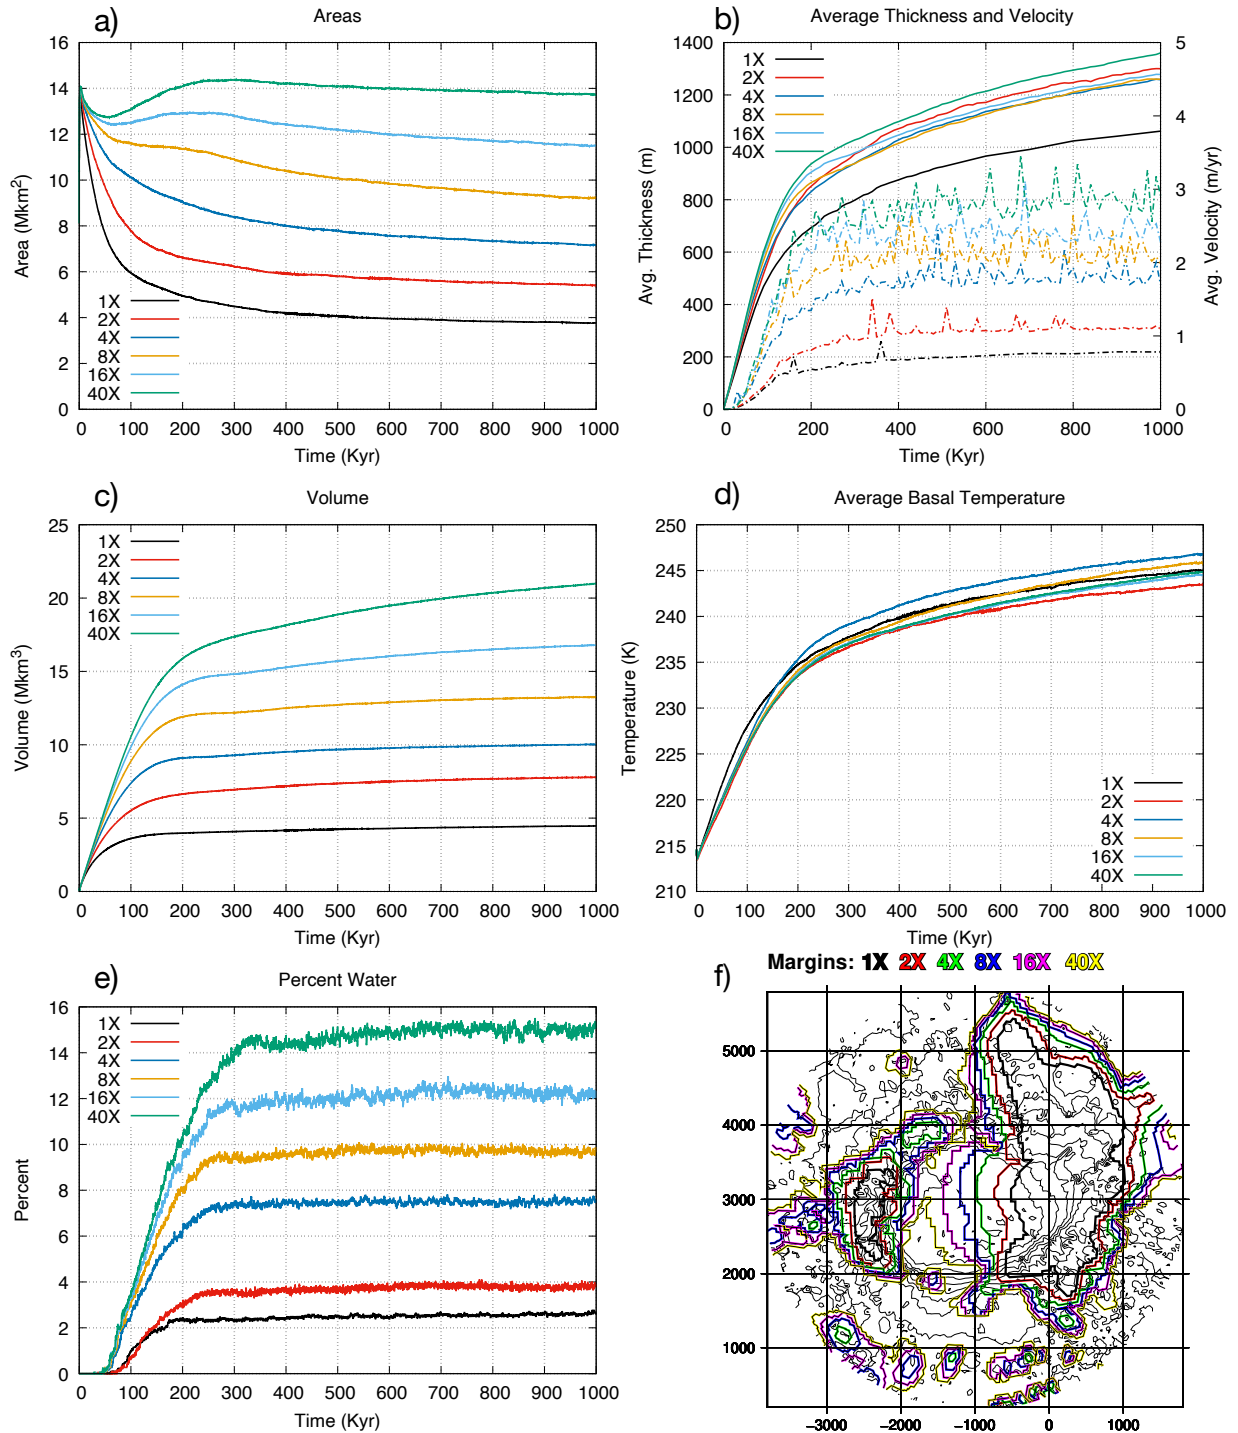 a)
Areas
16
14
12
10
8
6
4
2
0
Area (Mkm²)
1X
2X
4X
8X
16X
40X
0 100 200 300 400 500 600 700 800 900 1000
Time (Kyr)
b)
Average Thickness and Velocity
1400
1200
1000
800
600
400
200
0
Avg. Thickness (m)
1X
2X
4X
8X
16X
40X
5
4
3
2
1
0
Avg. Velocity (m/yr)
0 200 400 600 800 1000
Time (Kyr)
c)
Volume
25
20
15
10
5
0
Volume (Mkm³)
1X
2X
4X
8X
16X
40X
0 100 200 300 400 500 600 700 800 900 1000
Time (Kyr)
d)
Average Basal Temperature
250
245
240
235
230
225
220
215
210
Temperature (K)
1X
2X
4X
8X
16X
40X
0 100 200 300 400 500 600 700 800 900 1000
Time (Kyr)
e)
Percent Water
16
14
12
10
8
6
4
2
0
Percent
1X
2X
4X
8X
16X
40X
0 100 200 300 400 500 600 700 800 900 1000
Time (Kyr)
f)
Margins: 1X 2X 4X 8X 16X 40X
5000
4000
3000
2000
1000
−3000 −2000 −1000 0 1000